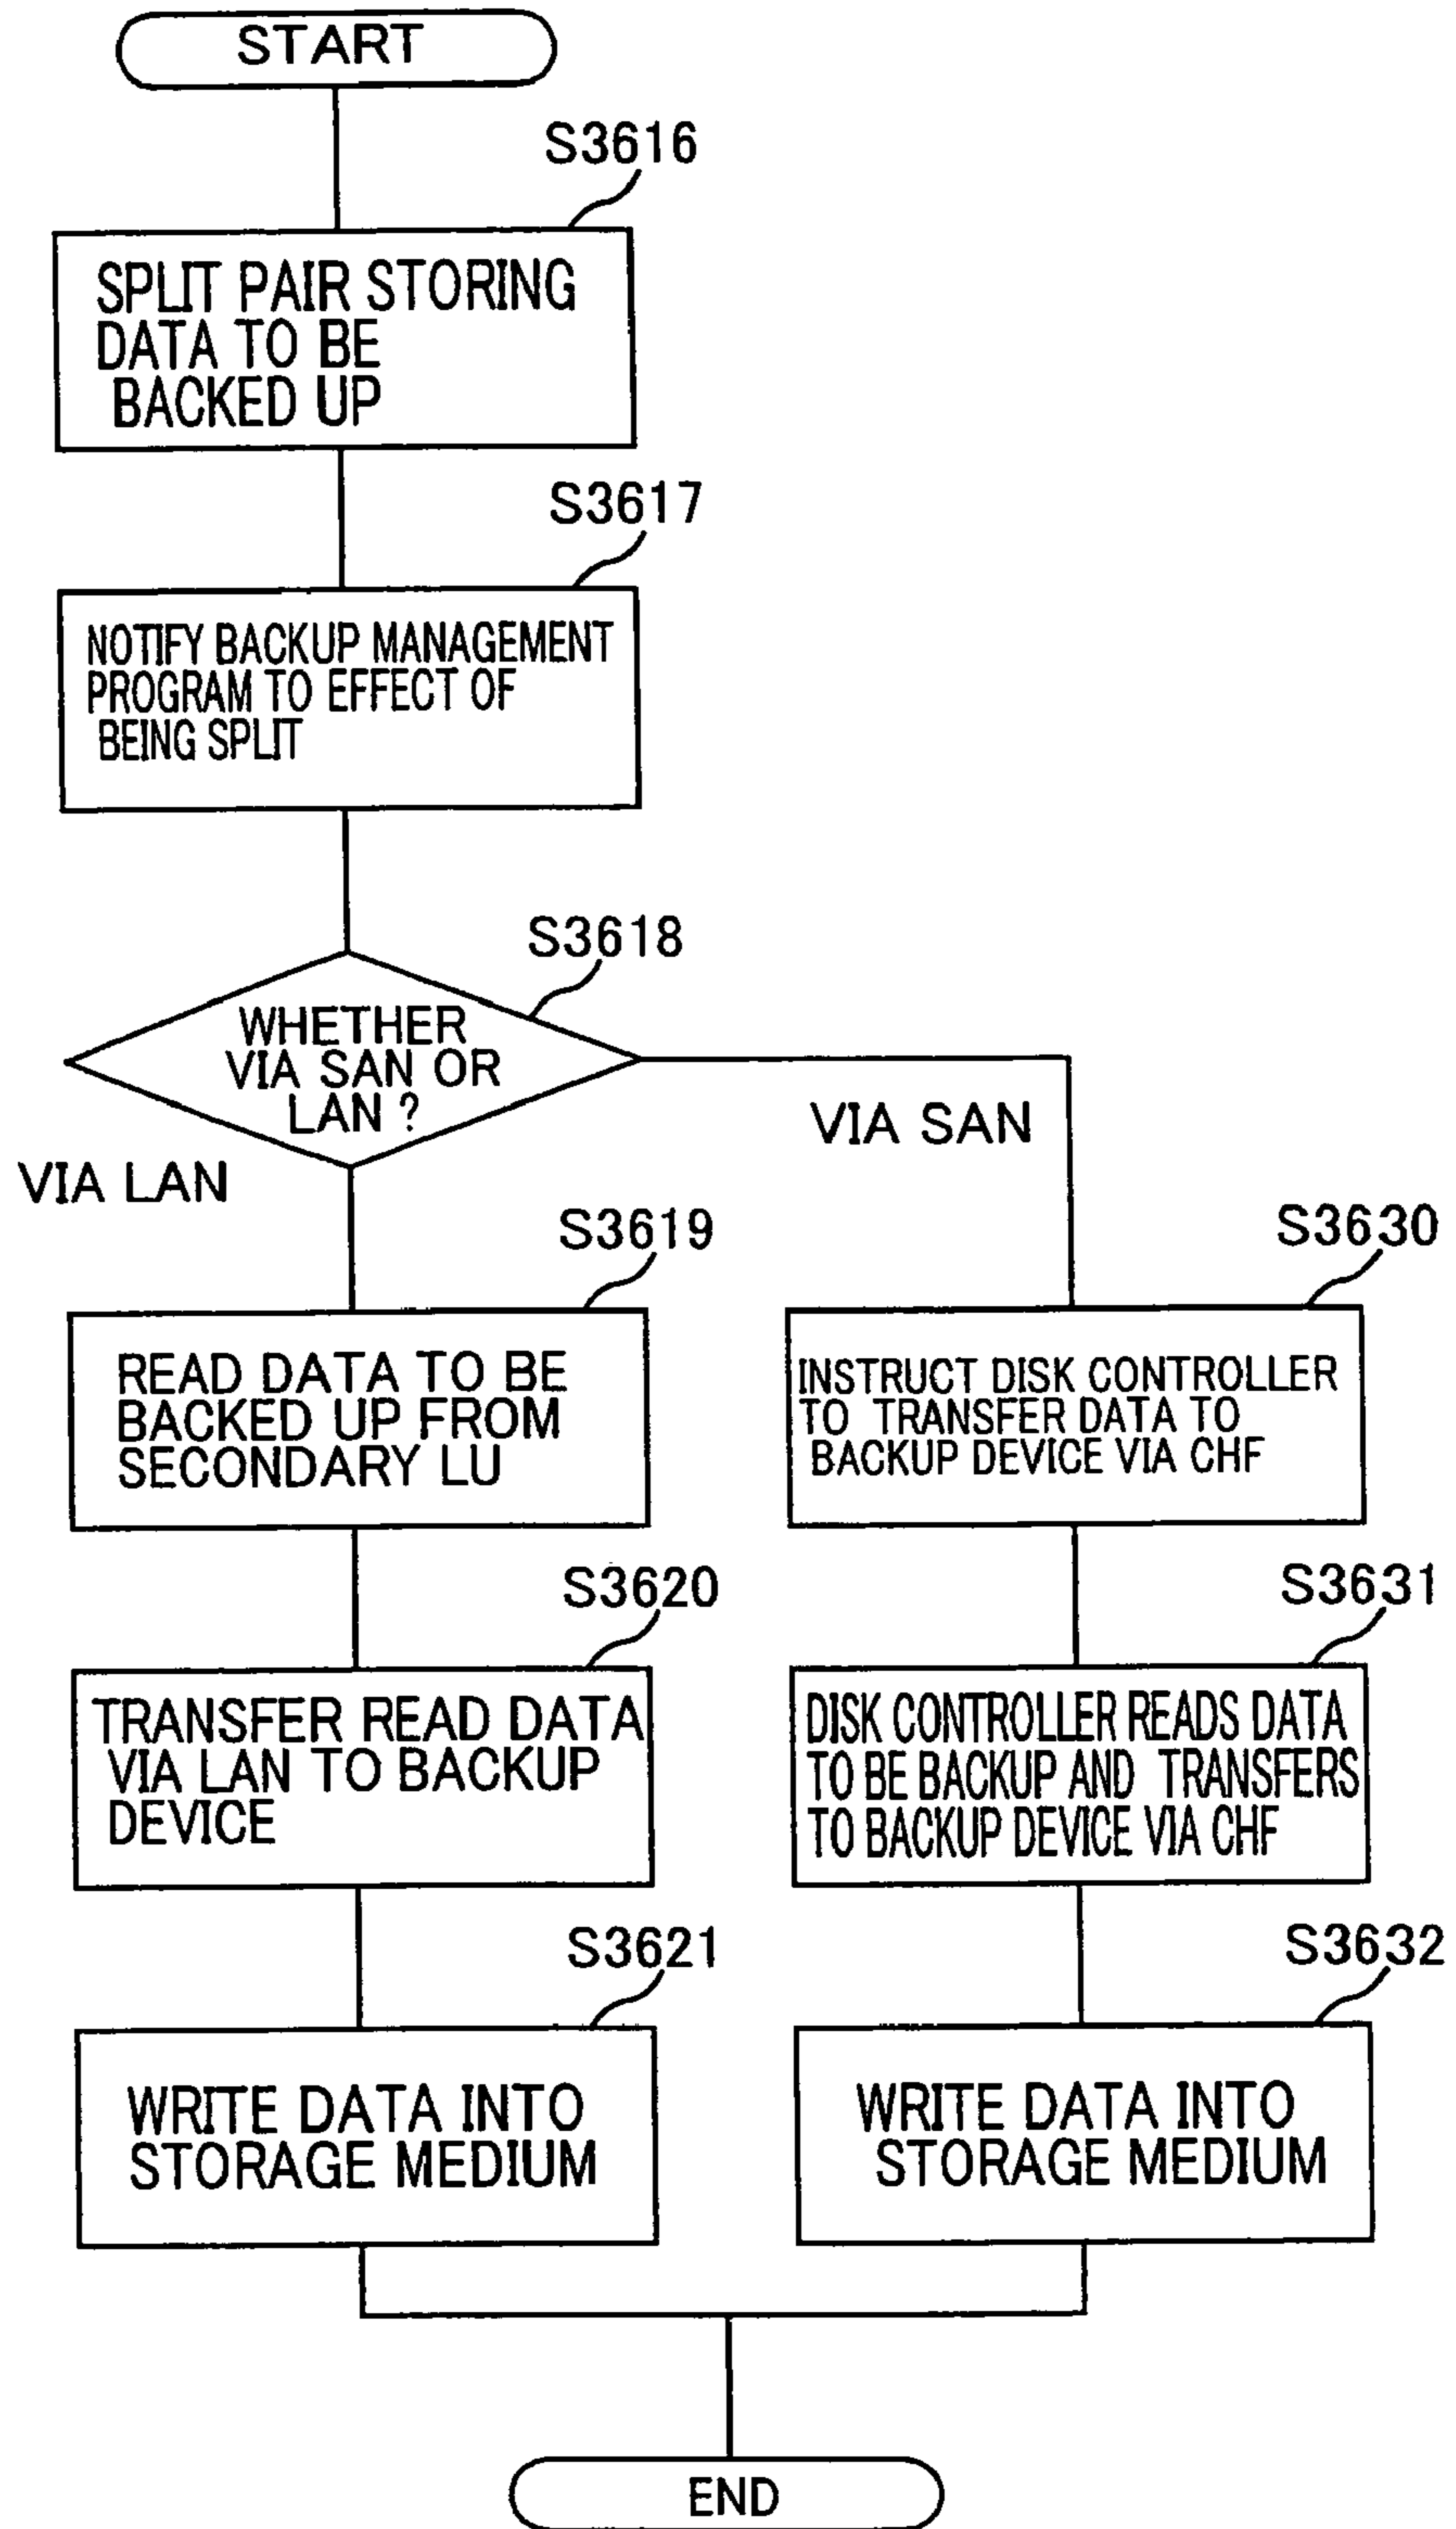 START
S3616
SPLIT PAIR STORING
DATA TO BE
BACKED UP
S3617
NOTIFY BACKUP MANAGEMENT
PROGRAM TO EFFECT OF
BEING SPLIT
S3618
WHETHER
VIA SAN OR
LAN ?
VIA LAN
VIA SAN
S3619
READ DATA TO BE
BACKED UP FROM
SECONDARY LU
S3630
INSTRUCT DISK CONTROLLER
TO TRANSFER DATA TO
BACKUP DEVICE VIA CHF
S3620
TRANSFER READ DATA
VIA LAN TO BACKUP
DEVICE
S3631
DISK CONTROLLER READS DATA
TO BE BACKUP AND TRANSFERS
TO BACKUP DEVICE VIA CHF
S3621
WRITE DATA INTO
STORAGE MEDIUM
S3632
WRITE DATA INTO
STORAGE MEDIUM
END